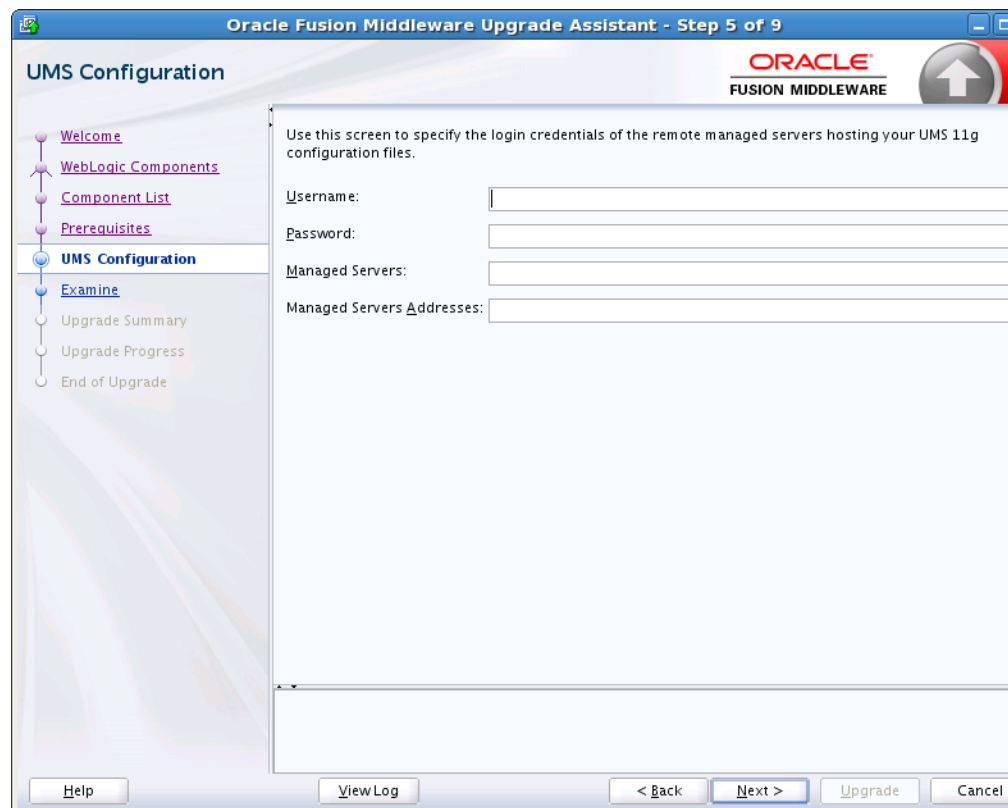 Oracle Fusion Middleware Upgrade Assistant - Step 5 of 9
UMS Configuration
ORACLE
FUSION MIDDLEWARE
Welcome
WebLogic Components
Component List
Prerequisites
UMS Configuration
Examine
Upgrade Summary
Upgrade Progress
End of Upgrade
Use this screen to specify the login credentials of the remote managed servers hosting your UMS 11g
configuration files.
Username:
Password:
Managed Servers:
Managed Servers Addresses:
Help
View Log
< Back
Next >
Upgrade
Cancel